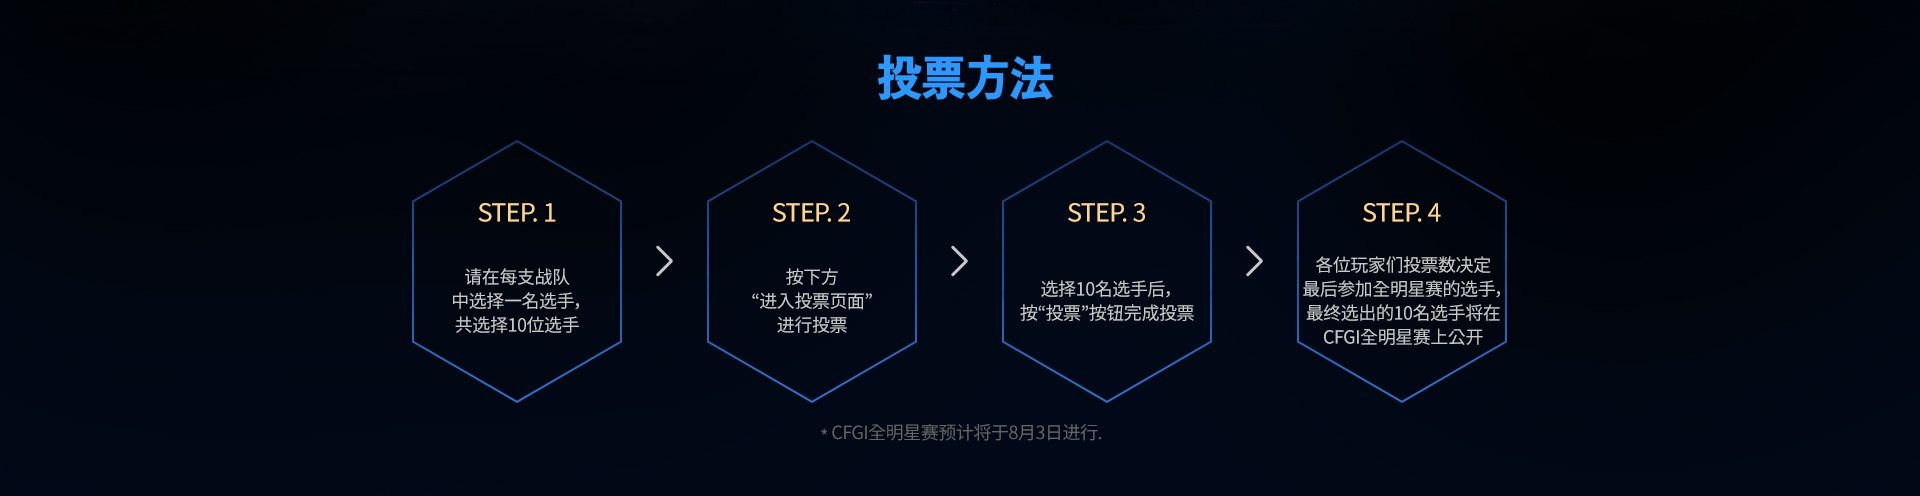 投票方法
STEP. 1
请在每支战队
中选择一名选手,
共选择10位选手
STEP. 2
按下方
“进入投票页面”
进行投票
STEP. 3
选择10名选手后,
按“投票”按钮完成投票
STEP. 4
各位玩家们投票数决定
最后参加全明星赛的选手,
最终选出的10名选手将在
CFGI全明星赛上公开
* CFGI全明星赛预计将于8月3日进行.